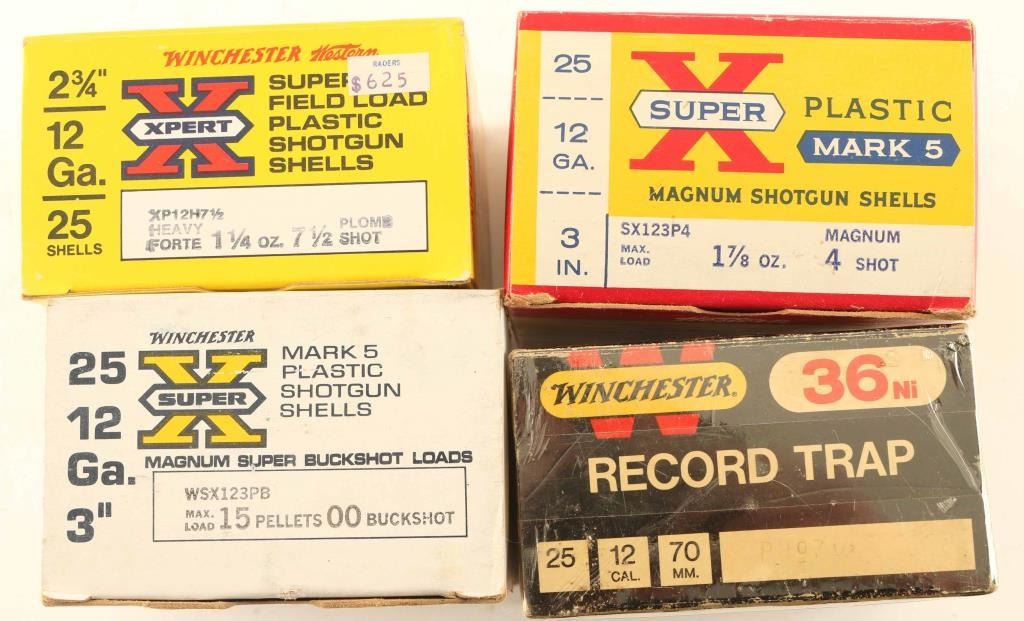 WINCHESTER Western
2¾"
12
Ga.
25
SHELLS
X
XPERT
RADERS
$625
FIELD LOAD
PLASTIC
SHOTGUN
SHELLS
XP12H7½
HEAVY PLOMB
FORTE 1¼ OZ. 7½ SHOT
25
12
GA.
3
IN.
X
SUPER
PLASTIC
MARK 5
MAGNUM SHOTGUN SHELLS
SX123P4 MAGNUM
MAX.
LOAD 1⅞ OZ. 4 SHOT
WINCHESTER
25
12
Ga.
3"
X
SUPER
MARK 5
PLASTIC
SHOTGUN
SHELLS
MAGNUM SUPER BUCKSHOT LOADS
WSX123PB
MAX.
LOAD 15 PELLETS 00 BUCKSHOT
W
WINCHESTER
36 Ni
RECORD TRAP
25
12
CAL.
70
MM.